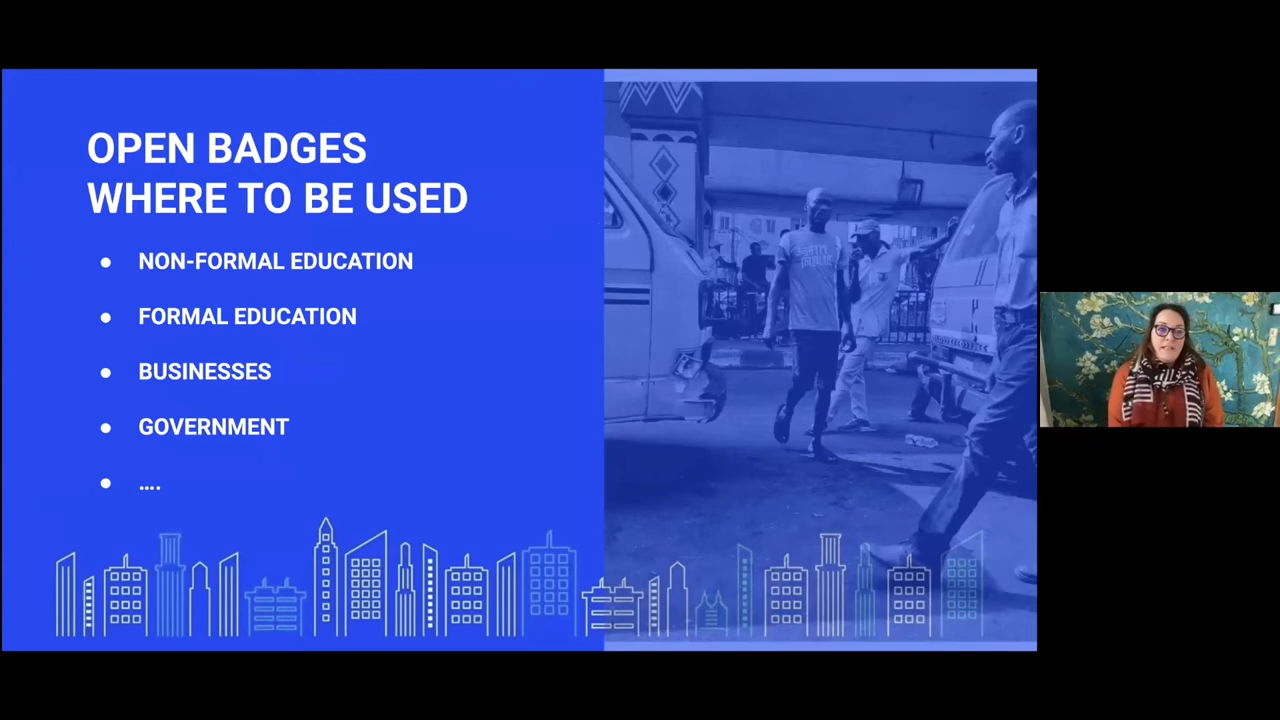 OPEN BADGES
WHERE TO BE USED
● NON-FORMAL EDUCATION
● FORMAL EDUCATION
● BUSINESSES
● GOVERNMENT
● ....